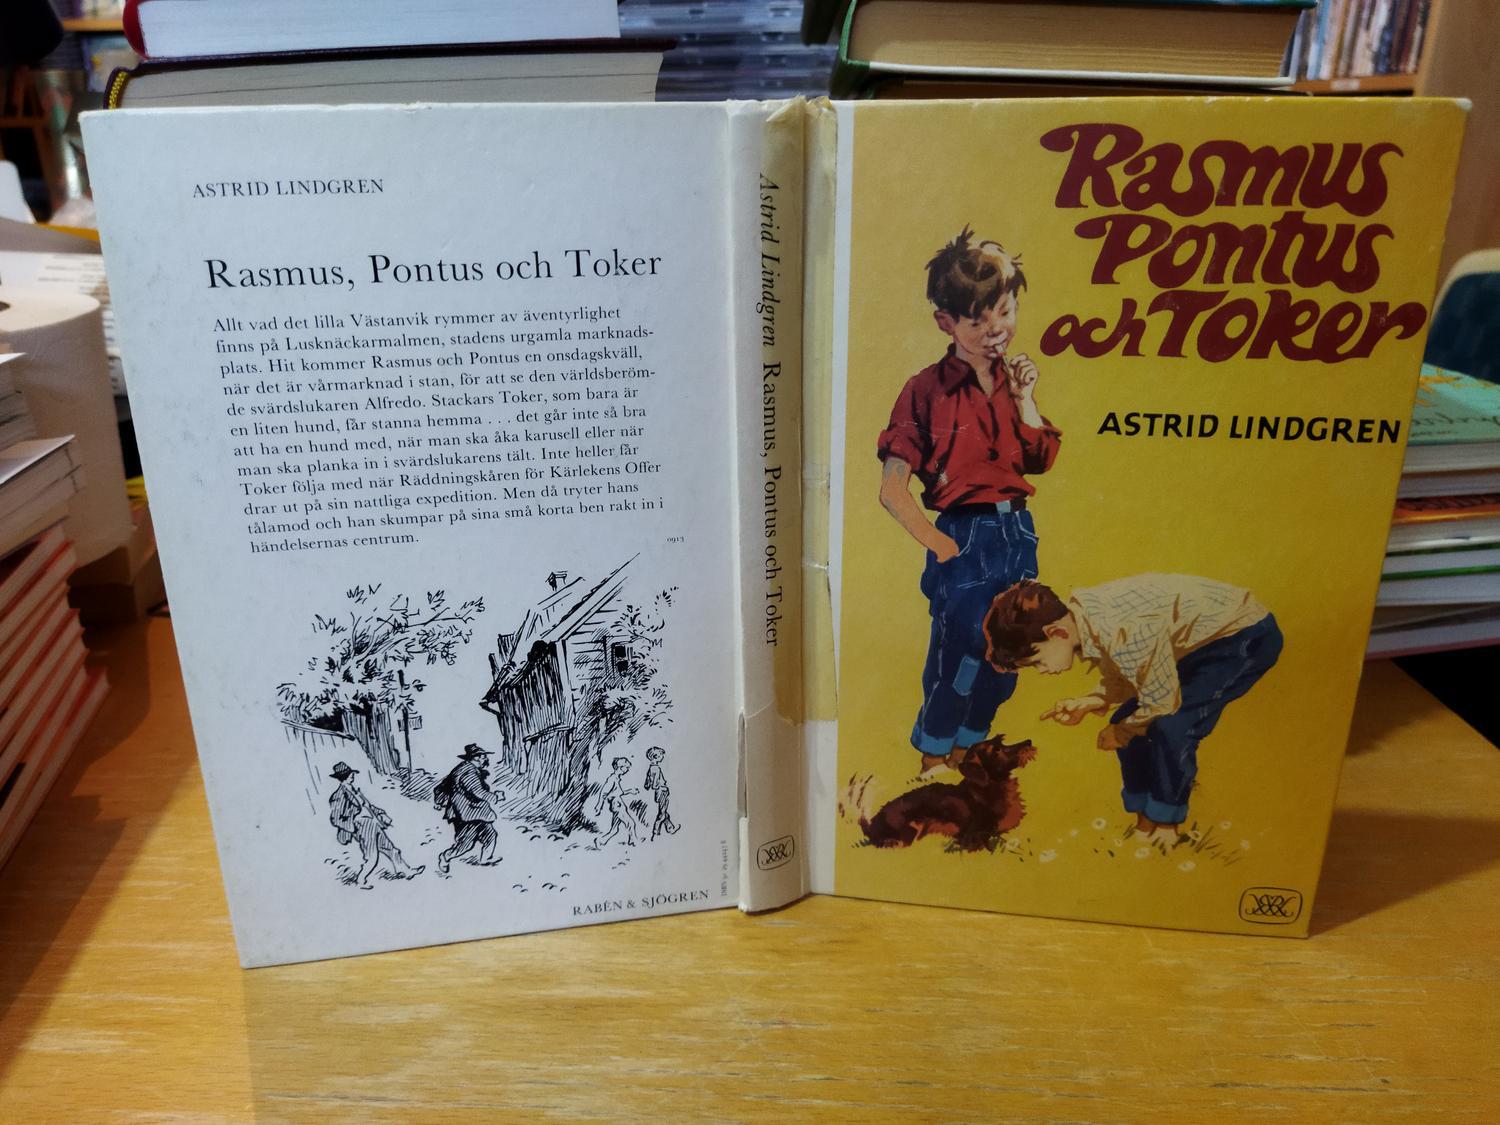 ASTRID LINDGREN
Rasmus, Pontus och Toker
Allt vad det lilla Västanvik rymmer av äventyrlighet
finns på Lusknäckarmalmen, stadens urgamla marknads-
plats. Hit kommer Rasmus och Pontus en onsdagskväll,
när det är vårmarknad i stan, för att se den världsberöm-
de svärdslukaren Alfredo. Stackars Toker, som bara är
en liten hund, får stanna hemma . . . det går inte så bra
att ha en hund med, när man ska åka karusell eller när
man ska planka in i svärdslukarens tält. Inte heller får
Toker följa med när Räddningskåren för Kärlekens Offer
drar ut på sin nattliga expedition. Men då tryter hans
tålamod och han skumpar på sina små korta ben rakt in i
händelsernas centrum.
0913
RABÉN & SJÖGREN
Astrid Lindgren Rasmus, Pontus och Toker
Rasmus
Pontus
och Toker
ASTRID LINDGREN